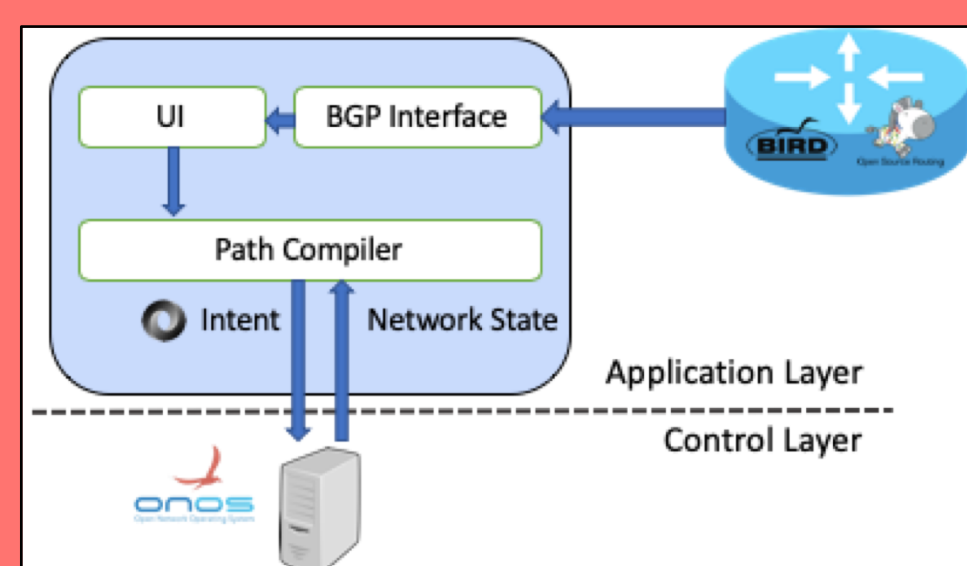 UI
BGP Interface
BIRD
Open Source Routing
Path Compiler
Intent
Network State
Application Layer
Control Layer
onos
Open Network Operating System